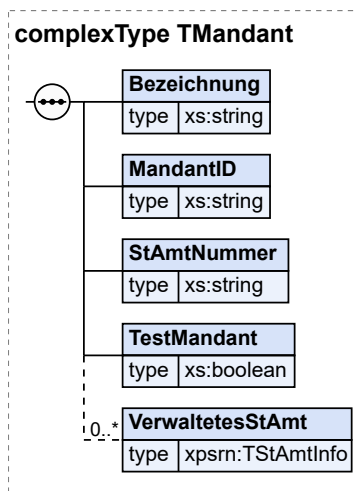 complexType TMandant
Bezeichnung
type xs:string
MandantID
type xs:string
StAmtNummer
type xs:string
TestMandant
type xs:boolean
0..*
VerwaltetesStAmt
type xpsrn:TStAmtInfo